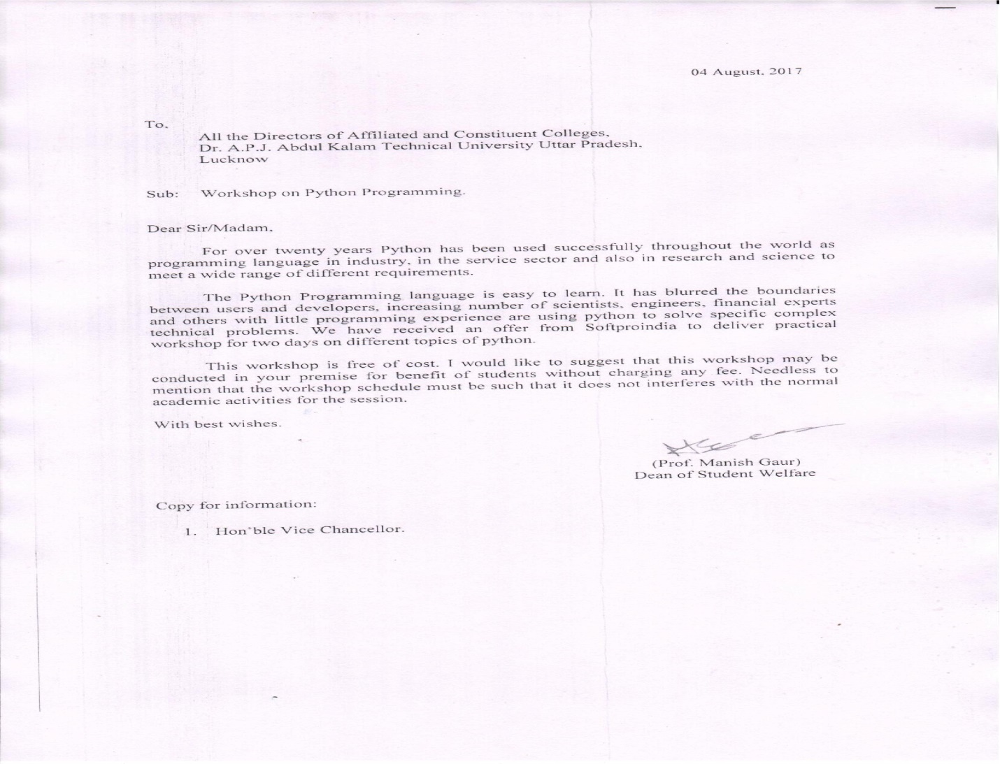 04 August, 2017
To,
All the Directors of Affiliated and Constituent Colleges,
Dr. A.P.J. Abdul Kalam Technical University Uttar Pradesh,
Lucknow
Sub: Workshop on Python Programming.
Dear Sir/Madam,
For over twenty years Python has been used successfully throughout the world as
programming language in industry, in the service sector and also in research and science to
meet a wide range of different requirements.
The Python Programming language is easy to learn. It has blurred the boundaries
between users and developers, increasing number of scientists, engineers, financial experts
and others with little programming experience are using python to solve specific complex
technical problems. We have received an offer from Softproindia to deliver practical
workshop for two days on different topics of python.
This workshop is free of cost. I would like to suggest that this workshop may be
conducted in your premise for benefit of students without charging any fee. Needless to
mention that the workshop schedule must be such that it does not interferes with the normal
academic activities for the session.
With best wishes.
(Prof. Manish Gaur)
Dean of Student Welfare
Copy for information:
1. Hon'ble Vice Chancellor.